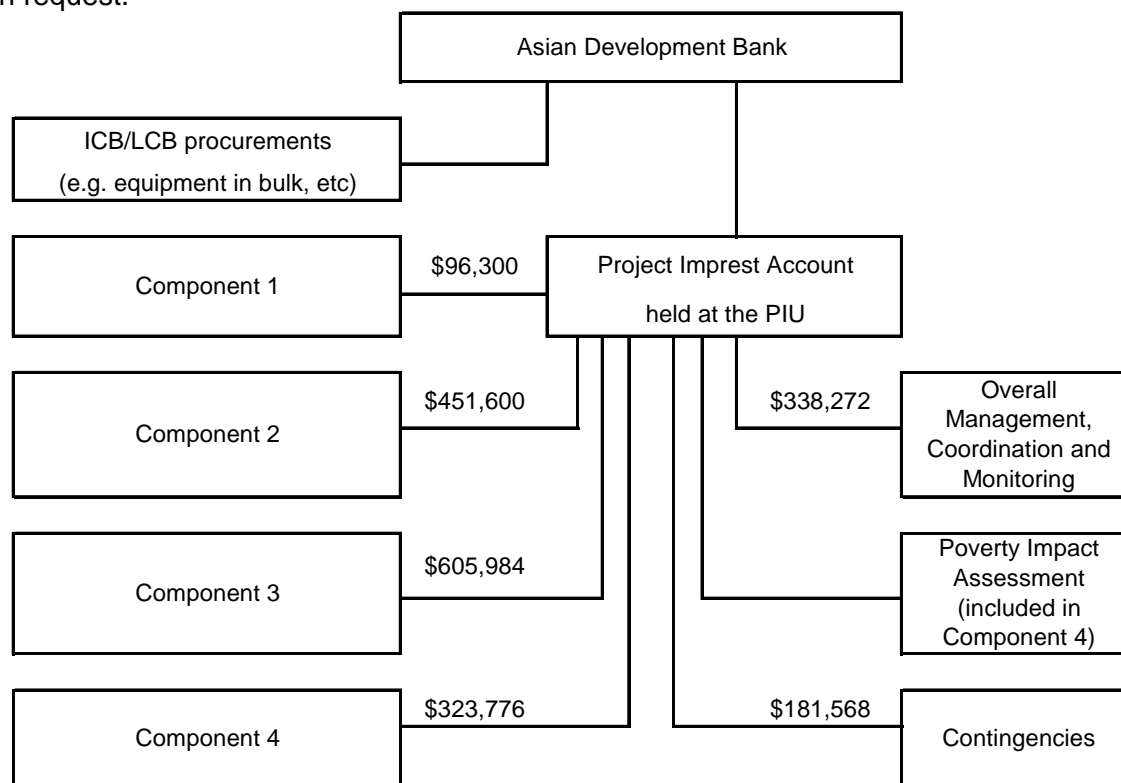 request.
Asian Development Bank
ICB/LCB procurements
(e.g. equipment in bulk, etc)
Component 1
$96,300
Project Imprest Account
held at the PIU
Component 2
$451,600
$338,272
Overall
Management,
Coordination and
Monitoring
Component 3
$605,984
Poverty Impact
Assessment
(included in
Component 4)
Component 4
$323,776
$181,568
Contingencies